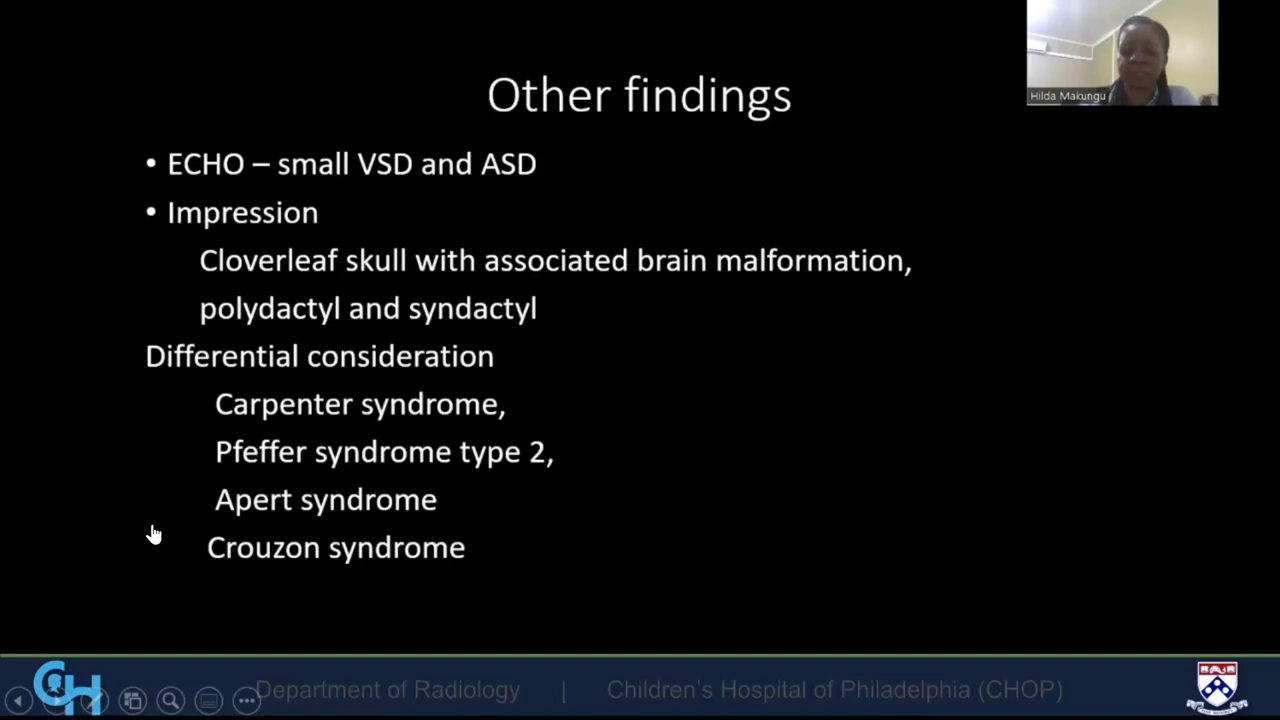 Other findings
Hilda Makungu
• ECHO – small VSD and ASD
• Impression
Cloverleaf skull with associated brain malformation,
polydactyl and syndactyl
Differential consideration
Carpenter syndrome,
Pfeffer syndrome type 2,
Apert syndrome
Crouzon syndrome
CH
Department of Radiology | Children's Hospital of Philadelphia (CHOP)